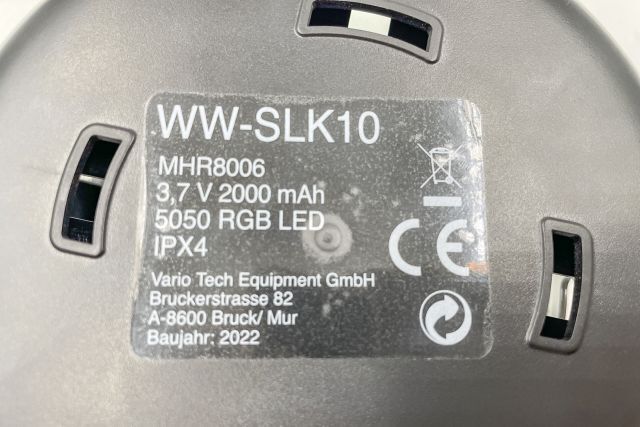 WW-SLK10
MHR8006
3,7 V 2000 mAh
5050 RGB LED
IPX4
CE
Vario Tech Equipment GmbH
Bruckerstrasse 82
A-8600 Bruck/ Mur
Baujahr: 2022